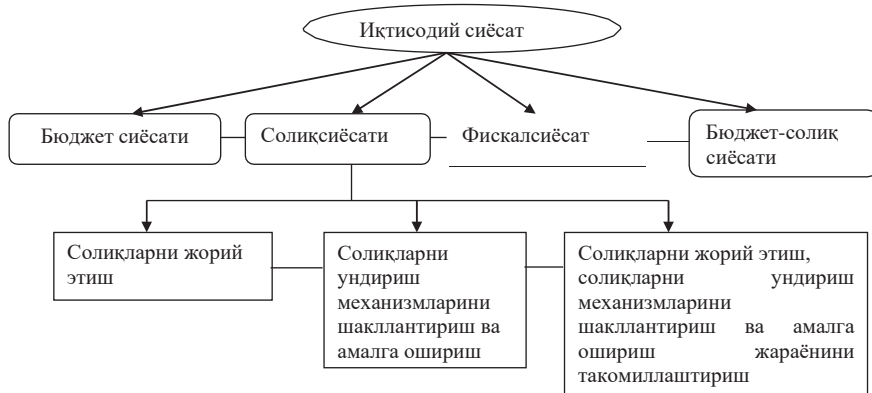 Иқтисодий сиёсат
Бюджет сиёсати
Солиқсиёсати
Фискалсиёсат
Бюджет-солиқ
сиёсати
Солиқларни жорий
этиш
Солиқларни
ундириш
механизмларини
шакллантириш ва
амалга ошириш
Солиқларни жорий этиш,
солиқларни ундириш
механизмларини
шакллантириш ва амалга
ошириш жараёнини
такомиллаштириш